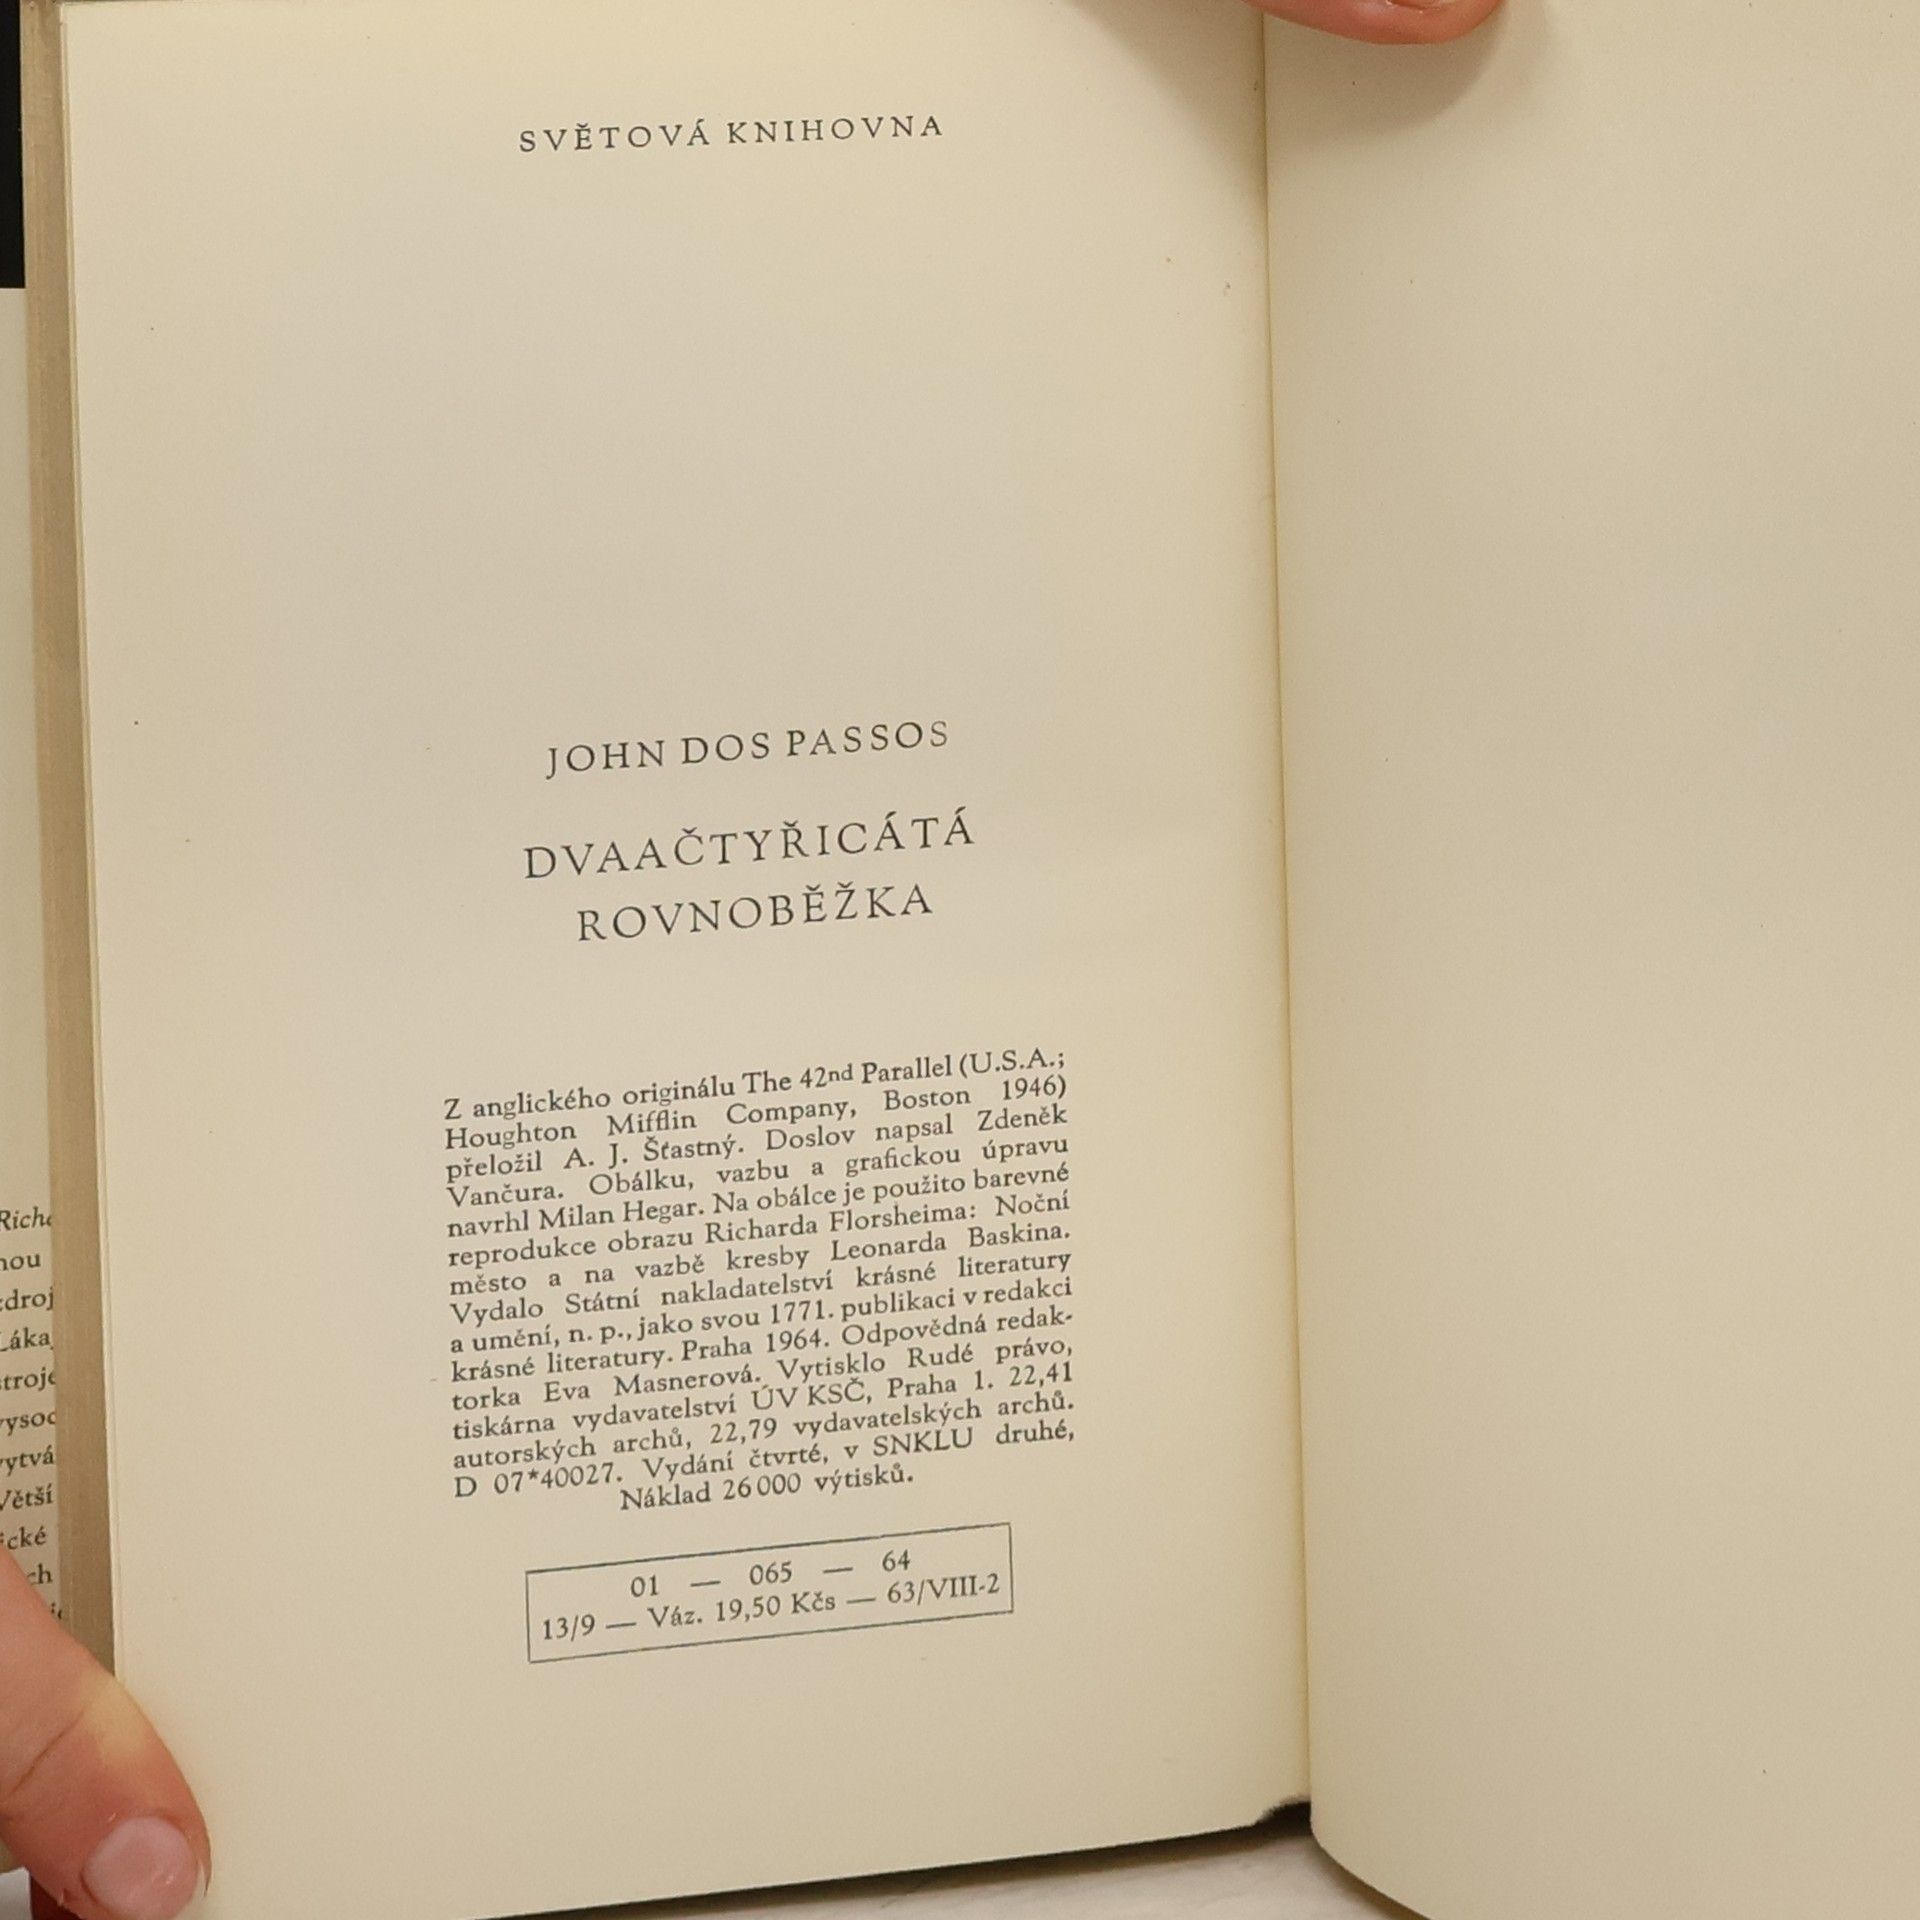 SVĚTOVÁ KNIHOVNA
JOHN DOS PASSOS
DVAAČTYŘICÁTÁ
ROVNOBĚŽKA
Z anglického originálu The 42nd Parallel (U.S.A.;
Houghton Mifflin Company, Boston 1946)
přeložil A. J. Šťastný. Doslov napsal Zdeněk
Vančura. Obálku, vazbu a grafickou úpravu
navrhl Milan Hegar. Na obálce je použito barevné
reprodukce obrazu Richarda Florsheima: Noční
město a na vazbě kresby Leonarda Baskina.
Vydalo Státní nakladatelství krásné literatury
a umění, n. p., jako svou 1771. publikaci v redakci
krásné literatury. Praha 1964. Odpovědná redak-
torka Eva Masnerová. Vytisklo Rudé právo,
tiskárna vydavatelství ÚV KSČ, Praha 1. 22,41
autorských archů, 22,79 vydavatelských archů.
D 07*40027. Vydání čtvrté, v SNKLU druhé,
Náklad 26 000 výtisků.
01 — 065 — 64
13/9 — Váz. 19,50 Kčs — 63/VIII-2